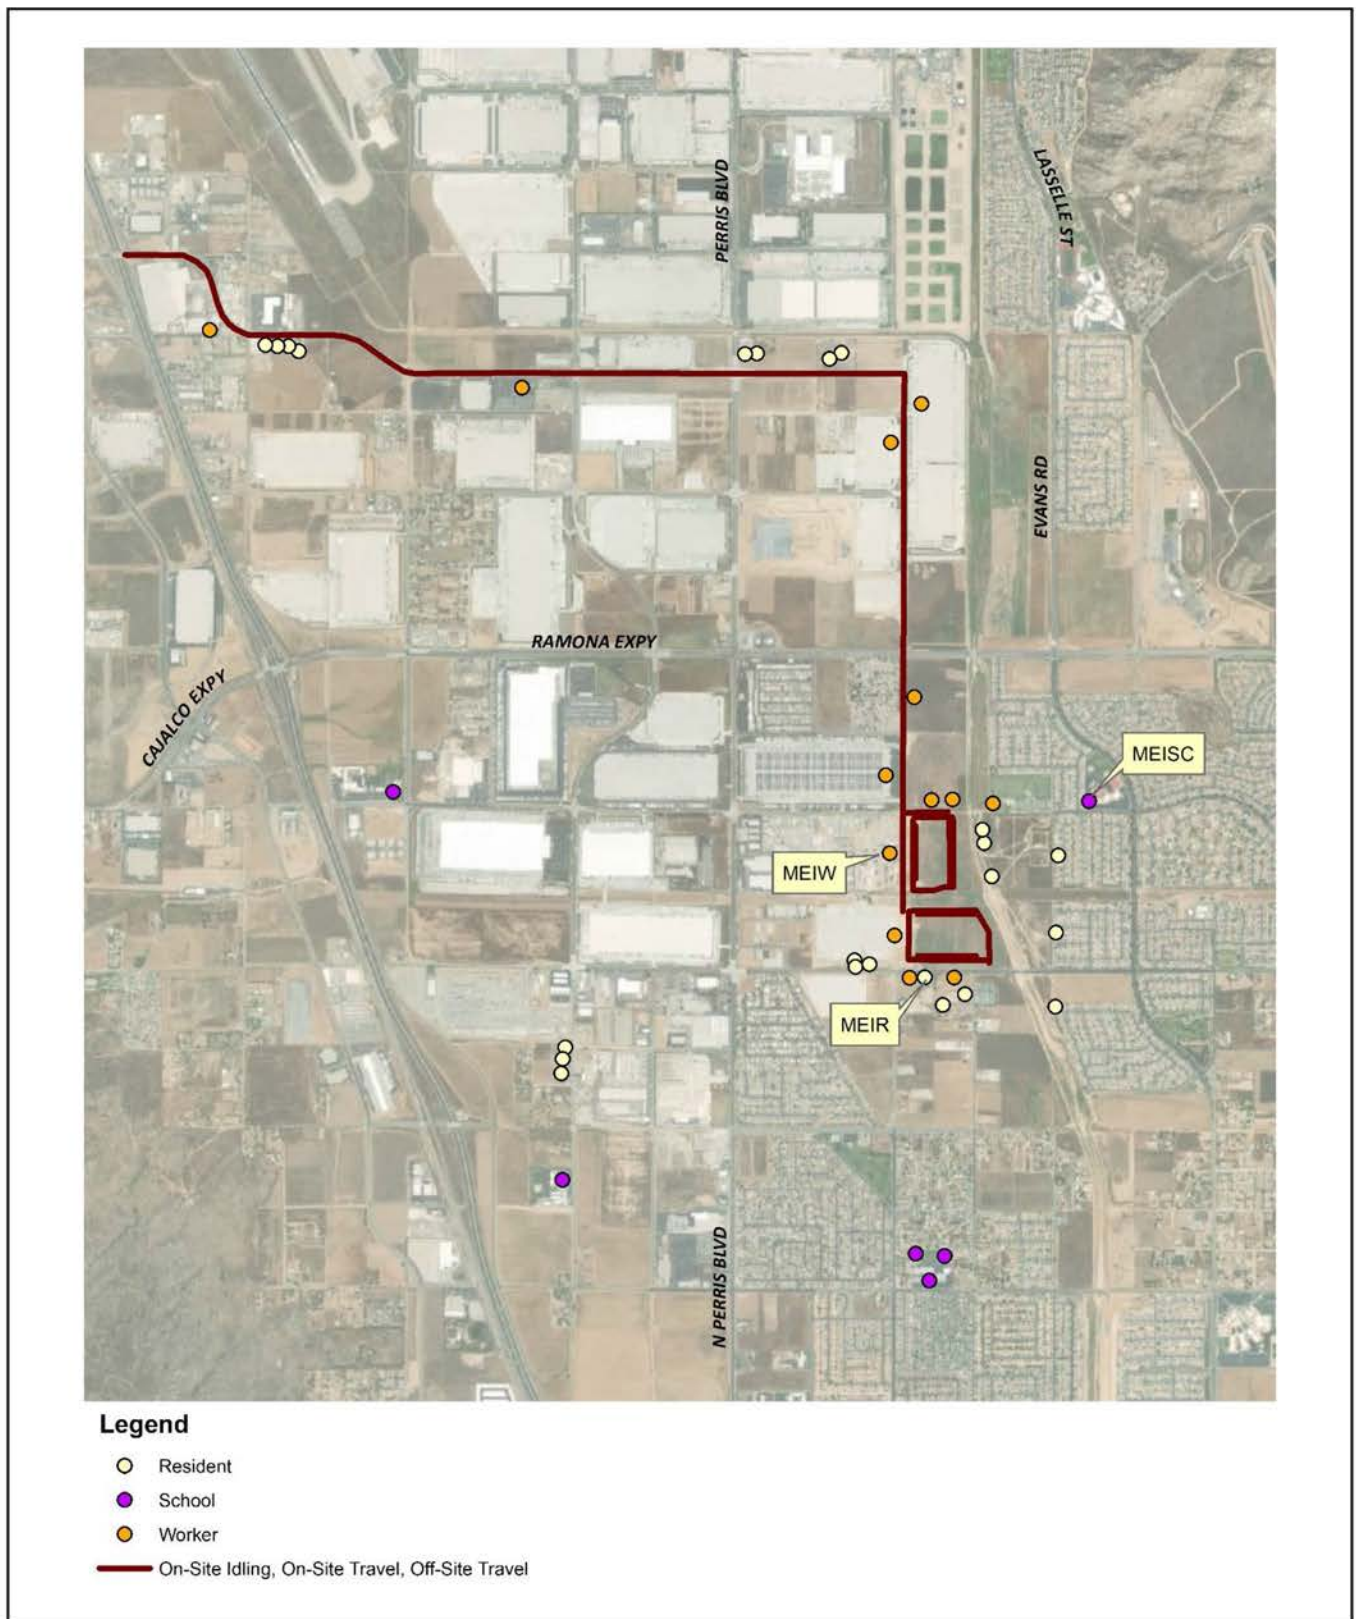 PERRIS BLVD
LASSELLE ST
EVANS RD
RAMONA EXPY
CAJALCO EXPY
MEISC
MEIW
MEIR
N PERRIS BLVD
Legend
Resident
School
Worker
On-Site Idling, On-Site Travel, Off-Site Travel